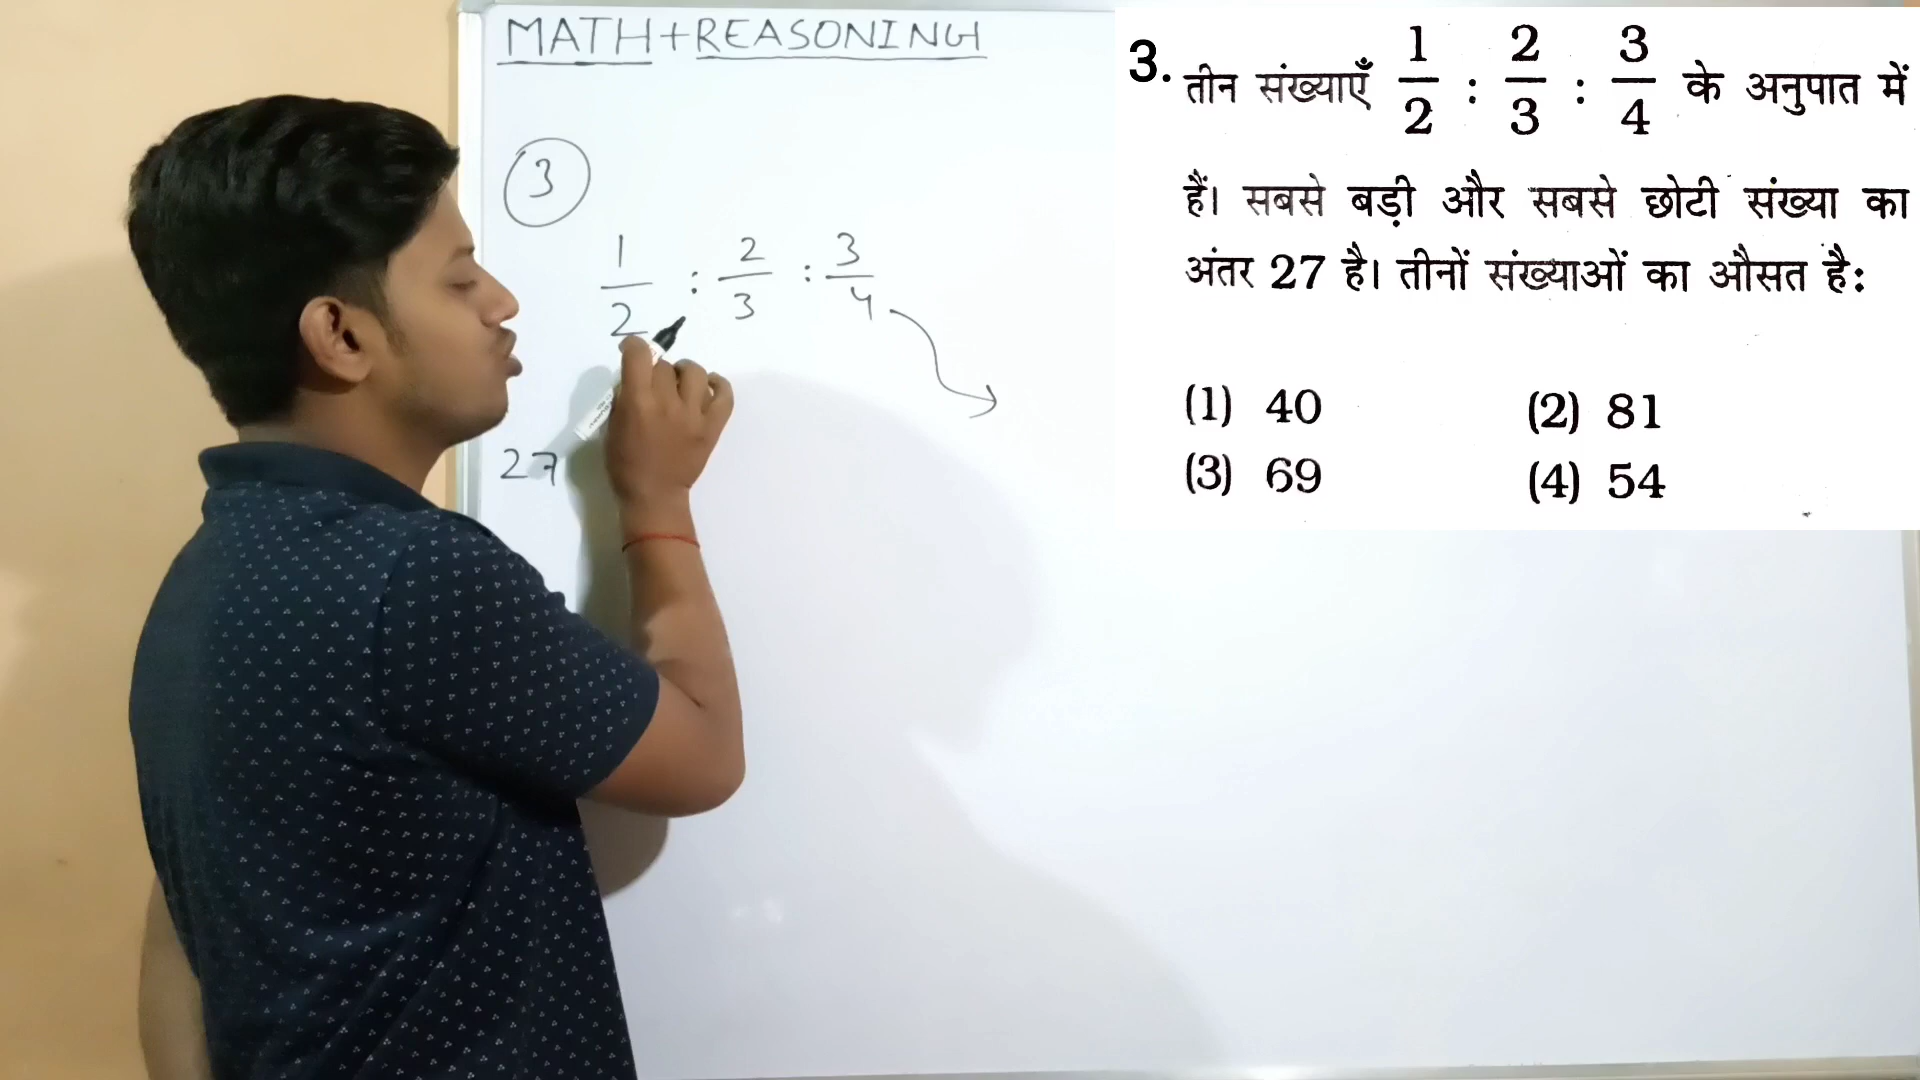 MATH+REASONING
3
1/2 : 2/3 : 3/4
27
3. तीन संख्याएँ 1/2 : 2/3 : 3/4 के अनुपात में
हैं। सबसे बड़ी और सबसे छोटी संख्या का
अंतर 27 है। तीनों संख्याओं का औसत है:
(1) 40 (2) 81
(3) 69 (4) 54